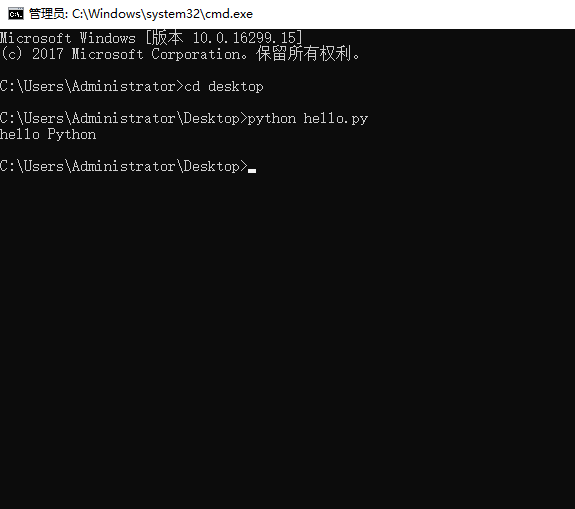 管理员: C:\Windows\system32\cmd.exe
Microsoft Windows [版本 10.0.16299.15]
(c) 2017 Microsoft Corporation。保留所有权利。
C:\Users\Administrator>cd desktop
C:\Users\Administrator\Desktop>python hello.py
hello Python
C:\Users\Administrator\Desktop>